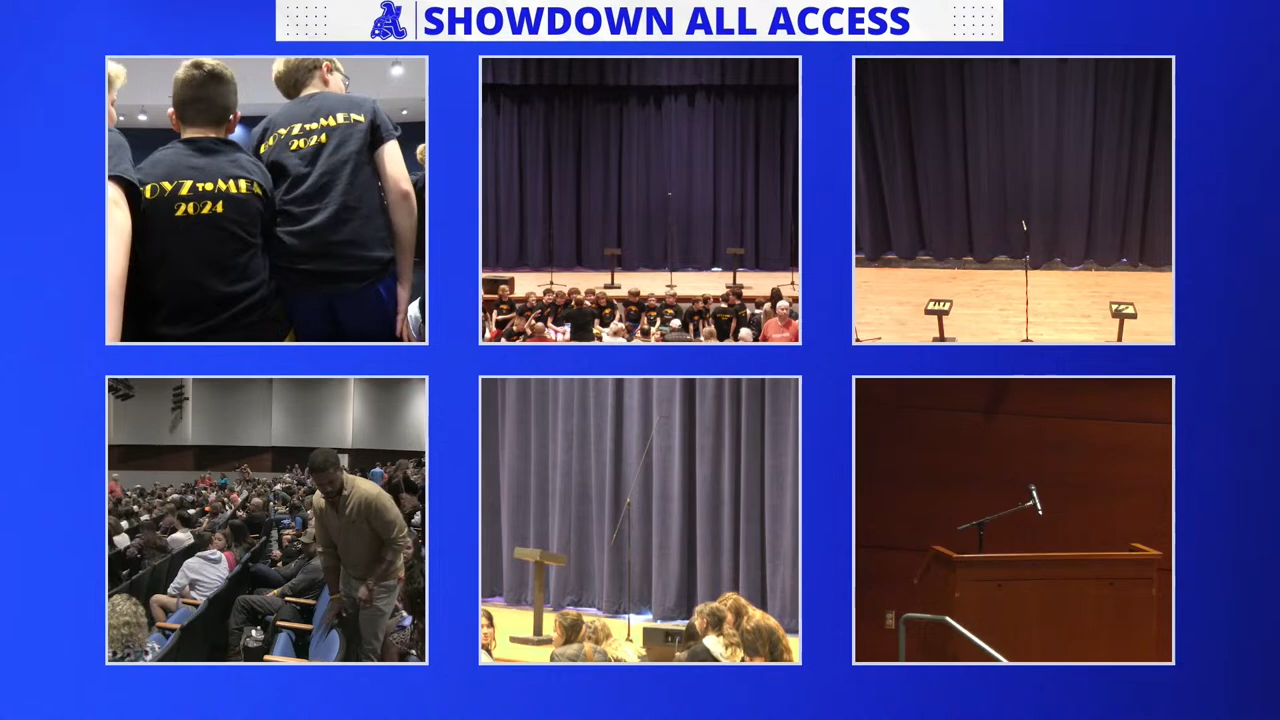 SHOWDOWN ALL ACCESS
BOYZ TO MEN
2024
OYZ TO MEN
2024